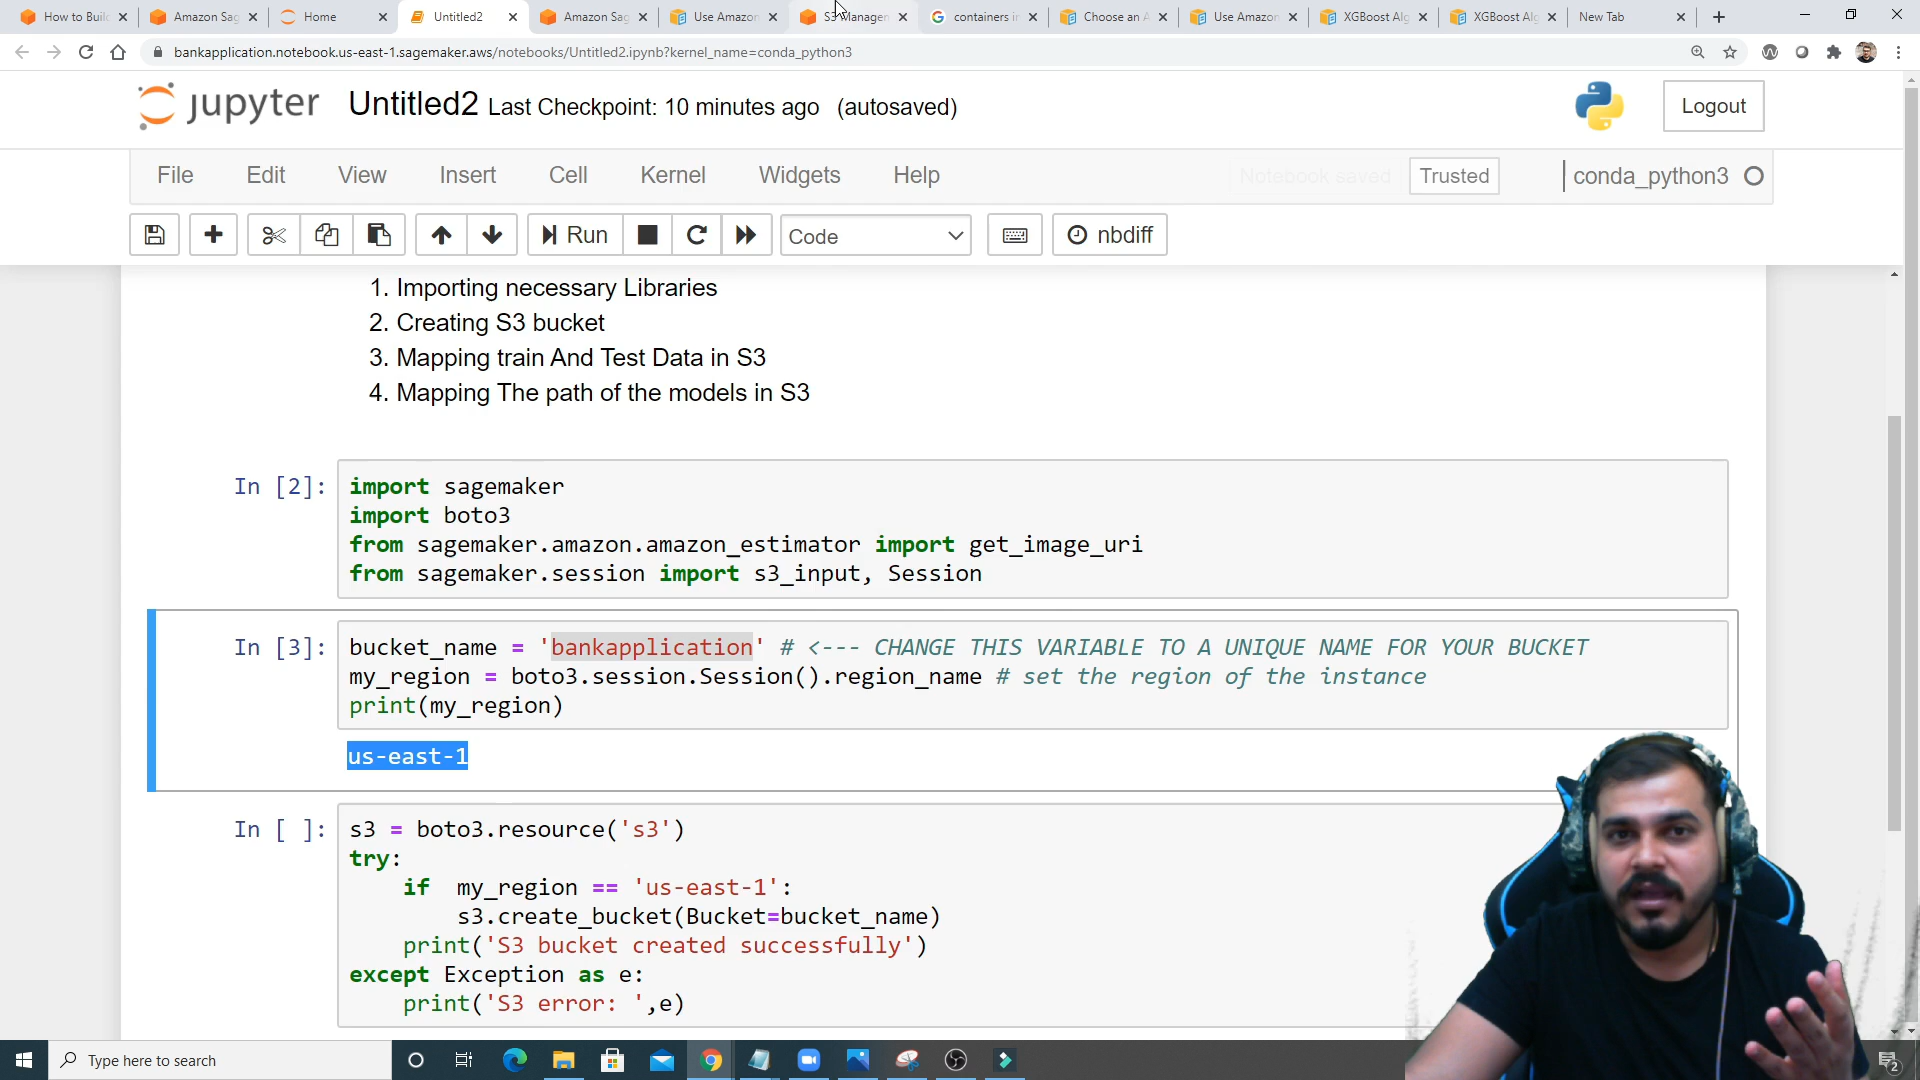 How to Buil
Amazon Sag
Home
Untitled2
Amazon Sag
Use Amazon
S3 Managem
containers in
Choose an A
Use Amazon
XGBoost Alg
XGBoost Alg
New Tab
bankapplication.notebook.us-east-1.sagemaker.aws/notebooks/Untitled2.ipynb?kernel_name=conda_python3
jupyter Untitled2 Last Checkpoint: 10 minutes ago (autosaved)
Logout
File Edit View Insert Cell Kernel Widgets Help
Notebook saved
Trusted
conda_python3
Run
Code
nbdiff
1. Importing necessary Libraries
2. Creating S3 bucket
3. Mapping train And Test Data in S3
4. Mapping The path of the models in S3
In [2]: import sagemaker
import boto3
from sagemaker.amazon.amazon_estimator import get_image_uri
from sagemaker.session import s3_input, Session
In [3]: bucket_name = 'bankapplication' # <--- CHANGE THIS VARIABLE TO A UNIQUE NAME FOR YOUR BUCKET
my_region = boto3.session.Session().region_name # set the region of the instance
print(my_region)
us-east-1
In [ ]: s3 = boto3.resource('s3')
try:
    if  my_region == 'us-east-1':
        s3.create_bucket(Bucket=bucket_name)
    print('S3 bucket created successfully')
except Exception as e:
    print('S3 error: ',e)
Type here to search
2